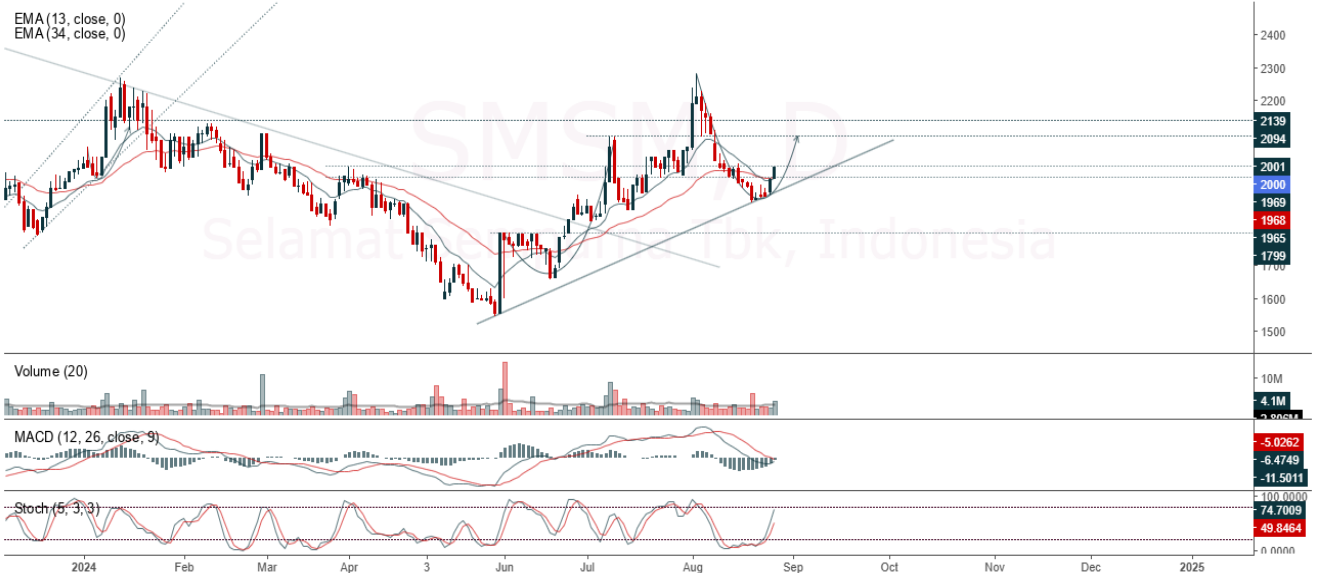 EMA (13, close, 0)
EMA (34, close, 0)
SMSM, D
Indonesia
2400
2300
2200
2139
2094
2001
2000
1969
1968
1965
1799
1700
1600
1500
Volume (20)
10M
4.1M
MACD (12, 26, close, 9)
-5.0262
-6.4749
-11.5011
Stoch (5, 3, 3)
100.0000
74.7009
49.8464
0.0000
2024 Feb Mar Apr 3 Jun Jul Aug Sep Oct Nov Dec 2025